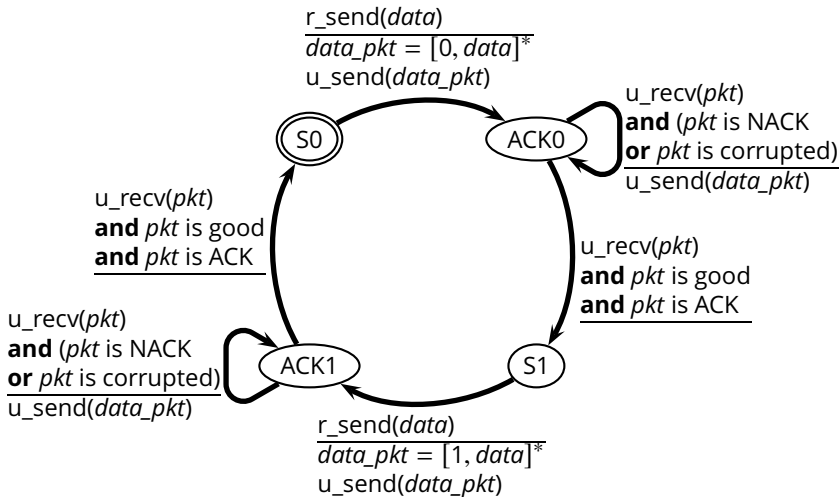 r_send(data)
data_pkt = [0, data]*
u_send(data_pkt)
S0
ACK0
u_recv(pkt)
and (pkt is NACK
or pkt is corrupted)
u_send(data_pkt)
u_recv(pkt)
and pkt is good
and pkt is ACK
u_recv(pkt)
and pkt is good
and pkt is ACK
u_recv(pkt)
and (pkt is NACK
or pkt is corrupted)
u_send(data_pkt)
ACK1
S1
r_send(data)
data_pkt = [1, data]*
u_send(data_pkt)